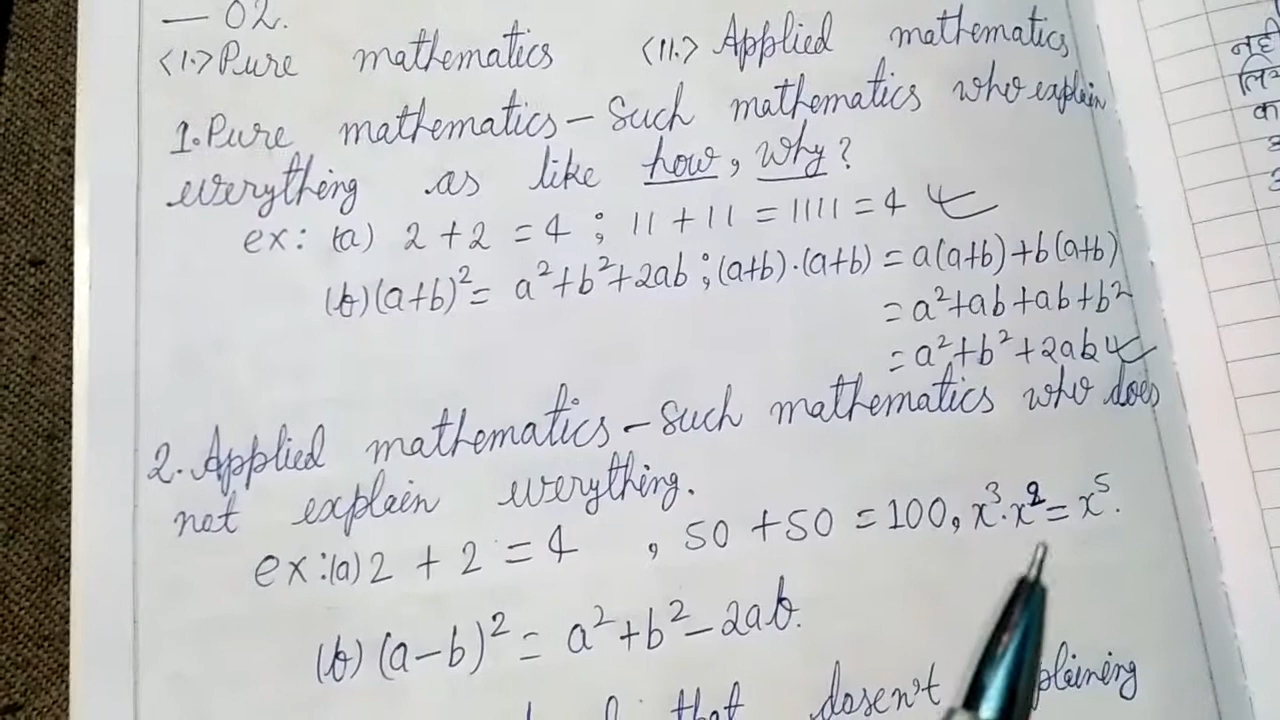 — 02.
<1.> Pure mathematics <11.> Applied mathematics
1. Pure mathematics – Such mathematics who explain
everything as like how, why?
ex: (a) 2 + 2 = 4 ; 11 + 11 = 1111 = 4
(b) (a+b)² = a² + b² + 2ab ; (a+b).(a+b) = a(a+b) + b(a+b)
= a² + ab + ab + b²
= a² + b² + 2ab
2. Applied mathematics – Such mathematics who does
not explain everything.
ex: (a) 2 + 2 = 4 , 50 + 50 = 100, x³.x² = x⁵.
(b) (a-b)² = a² + b² - 2ab.
that dosen't plaining
नही
लि
क